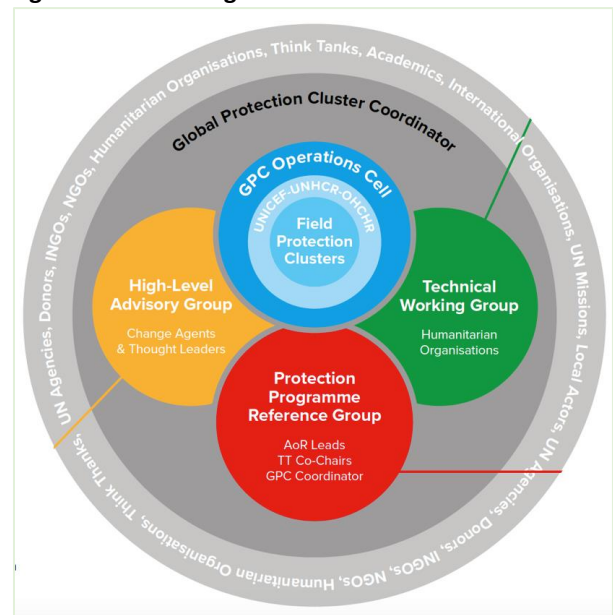 UN Agencies, Donors, INGOs, NGOs, Humanitarian Organisations, Think Tanks, Academics, International Organisations, UN Missions, Local Actors, UN Agencies, Donors, INGOs, NGOs, Humanitarian Organisations, Think Thanks,
Global Protection Cluster Coordinator
GPC Operations Cell
UNICEF-UNHCR-OHCHR
Field
Protection
Clusters
High-Level
Advisory Group
Change Agents
& Thought Leaders
Technical
Working Group
Humanitarian
Organisations
Protection
Programme
Reference Group
AoR Leads
TT Co-Chairs
GPC Coordinator